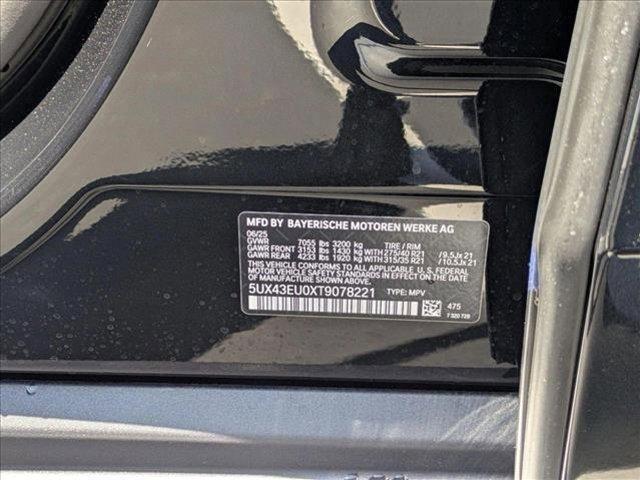 MFD BY BAYERISCHE MOTOREN WERKE AG
06/25
GVWR 7055 lbs 3200 kg TIRE / RIM
GAWR FRONT 3153 lbs 1430 kg WITH 275/40 R21 /9.5Jx21
GAWR REAR 4233 lbs 1920 kg WITH 315/35 R21 /10.5Jx 21
THIS VEHICLE CONFORMS TO ALL APPLICABLE U. S. FEDERAL
MOTOR VEHICLE SAFETY STANDARDS IN EFFECT ON THE DATE OF
MANUFACTURE SHOWN ABOVE.
5UX43EU0XT9078221 TYPE: MPV
475
7 320 729